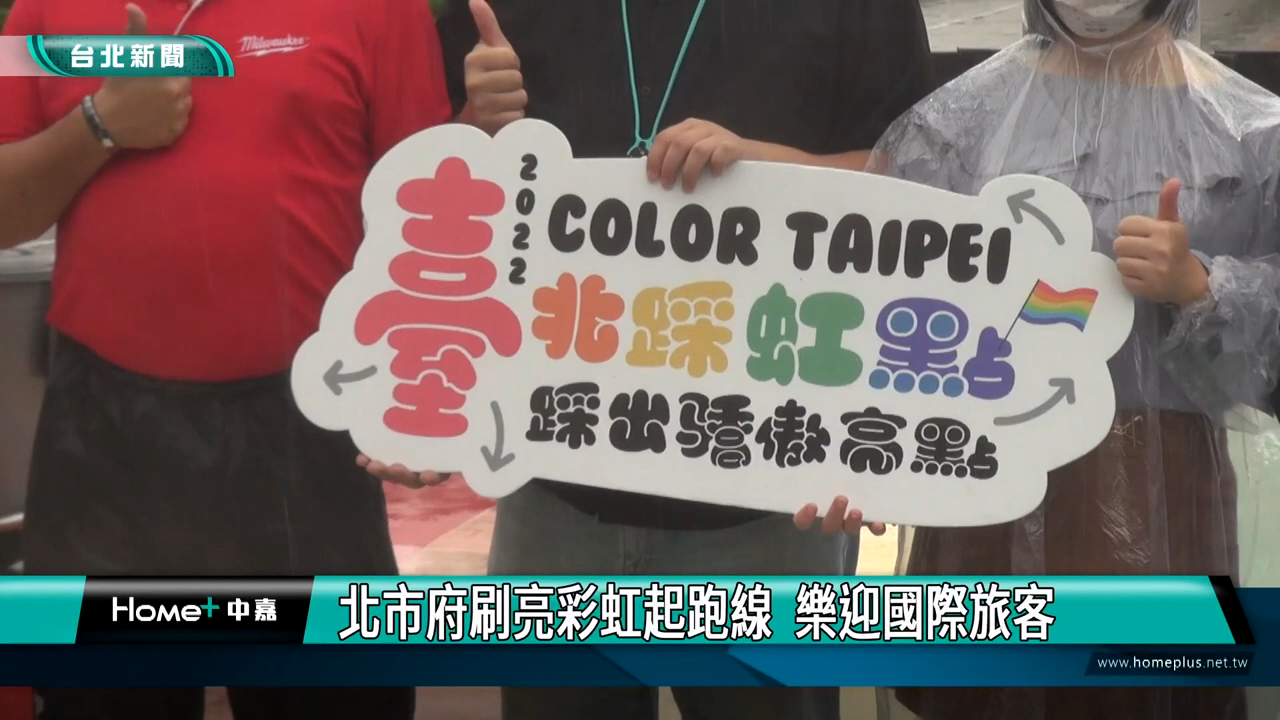 台北新聞
Milwaukee
2022
COLOR TAIPEI
臺北踩虹點
踩出驕傲亮點
Home+中嘉
北市府刷亮彩虹起跑線 樂迎國際旅客
www.homeplus.net.tw